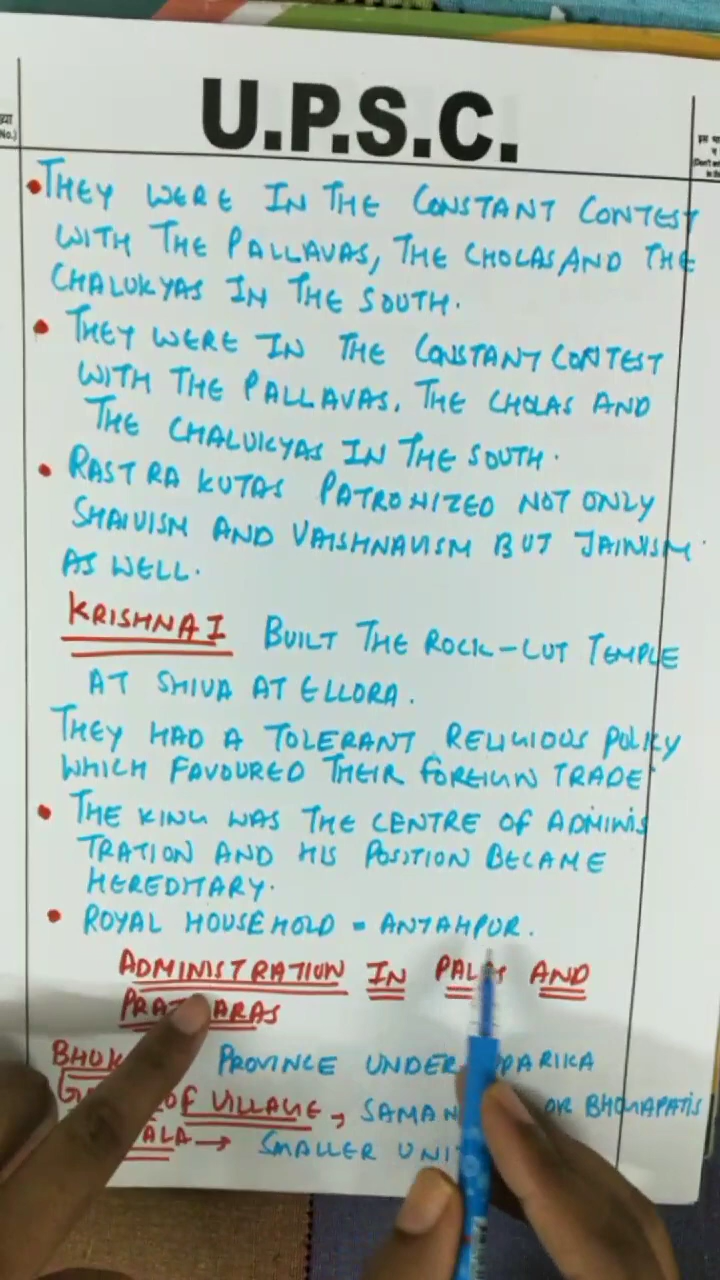 U.P.S.C.
• THEY WERE IN THE CONSTANT CONTEST
WITH THE PALLAVAS, THE CHOLAS AND THE
CHALUKYAS IN THE SOUTH.
• THEY WERE IN THE CONSTANT CONTEST
WITH THE PALLAVAS, THE CHOLAS AND
THE CHALUKYAS IN THE SOUTH.
• RASTRA KUTAS PATRONIZED NOT ONLY
SHAIVISM AND VAISHNAVISM BUT JAINISM
AS WELL.
KRISHNA I BUILT THE ROCK-CUT TEMPLE
AT SHIVA AT ELLORA.
THEY HAD A TOLERANT RELIGIOUS POLICY
WHICH FAVOURED THEIR FOREIGN TRADE
• THE KING WAS THE CENTRE OF ADMINIS
TRATION AND HIS POSITION BECAME
HEREDITARY.
• ROYAL HOUSEHOLD = ANTAHPUR.
ADMINISTRATION IN AND
PROVINCE UNDER
OF VILLAGE, OR BHOGAPATIS
→ SMALLER